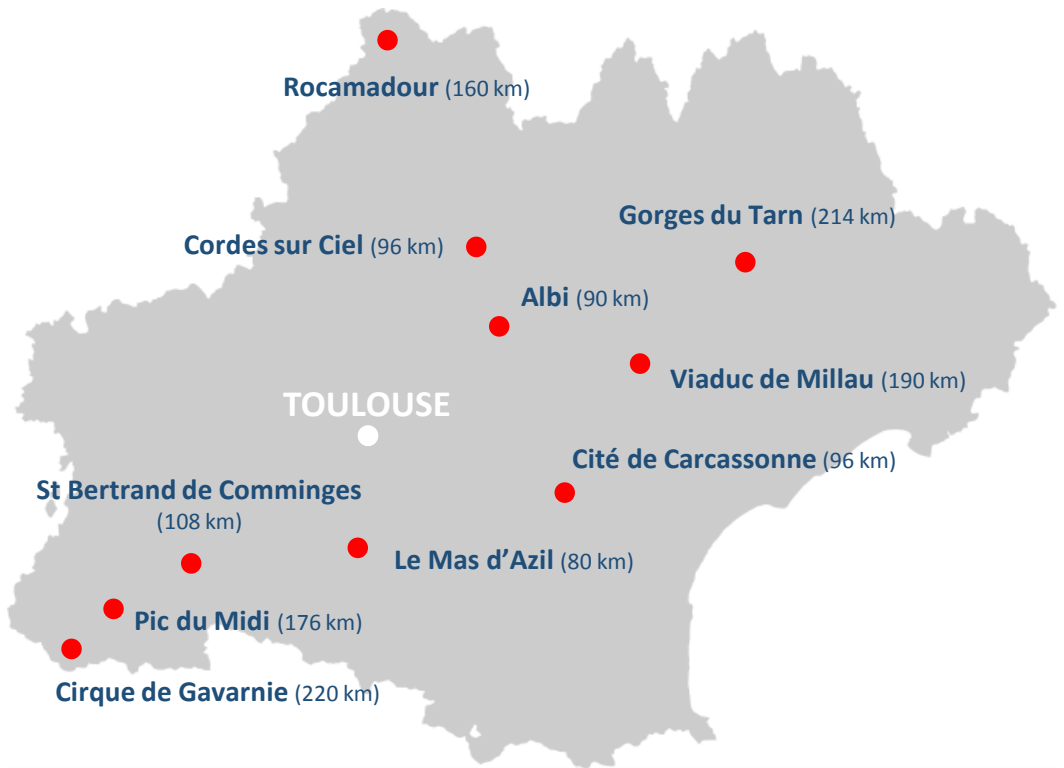 Rocamadour (160 km)
Gorges du Tarn (214 km)
Cordes sur Ciel (96 km)
Albi (90 km)
Viaduc de Millau (190 km)
TOULOUSE
Cité de Carcassonne (96 km)
St Bertrand de Comminges
(108 km)
Le Mas d’Azil (80 km)
Pic du Midi (176 km)
Cirque de Gavarnie (220 km)